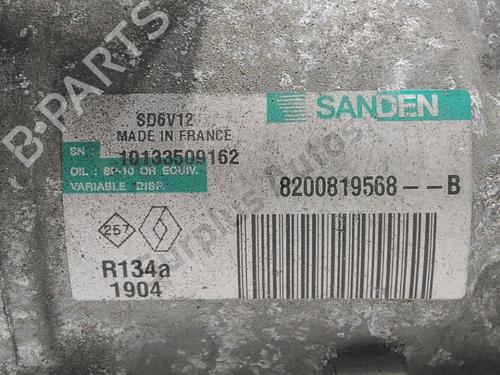 B-PARTS
SD6V12
MADE IN FRANCE
SN : 10133509162
OIL : SP-10 OR EQUIV.
VARIABLE DISP.
SANDEN
8200819568--B
257
R134a
1904